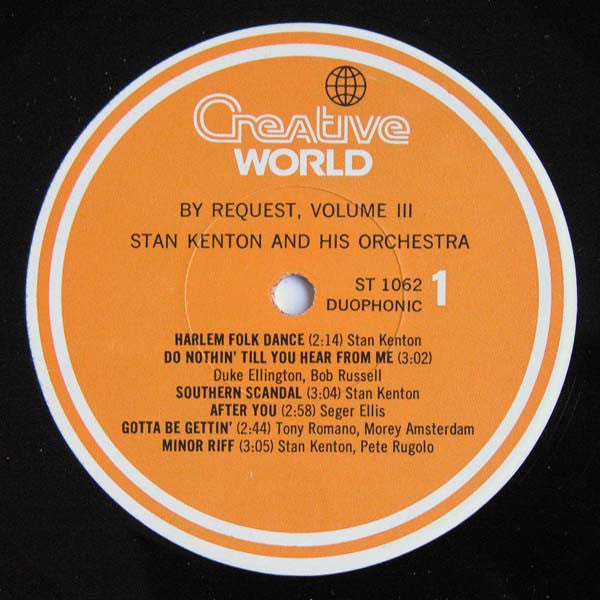 Creative
WORLD
BY REQUEST, VOLUME III
STAN KENTON AND HIS ORCHESTRA
ST 1062 1
DUOPHONIC
HARLEM FOLK DANCE (2:14) Stan Kenton
DO NOTHIN' TILL YOU HEAR FROM ME (3:02)
Duke Ellington, Bob Russell
SOUTHERN SCANDAL (3:04) Stan Kenton
AFTER YOU (2:58) Seger Ellis
GOTTA BE GETTIN' (2:44) Tony Romano, Morey Amsterdam
MINOR RIFF (3:05) Stan Kenton, Pete Rugolo